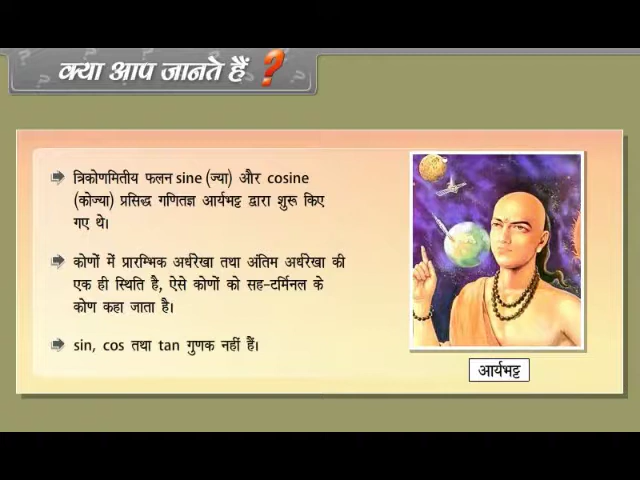 क्या आप जानते हैं ?
त्रिकोणमितीय फलन sine (ज्या) और cosine
(कोज्या) प्रसिद्ध गणितज्ञ आर्यभट्ट द्वारा शुरू किए
गए थे।
कोणों में प्रारम्भिक अर्धरेखा तथा अंतिम अर्धरेखा की
एक ही स्थिति है, ऐसे कोणों को सह-टर्मिनल के
कोण कहा जाता है।
sin, cos तथा tan गुणक नहीं हैं।
आर्यभट्ट